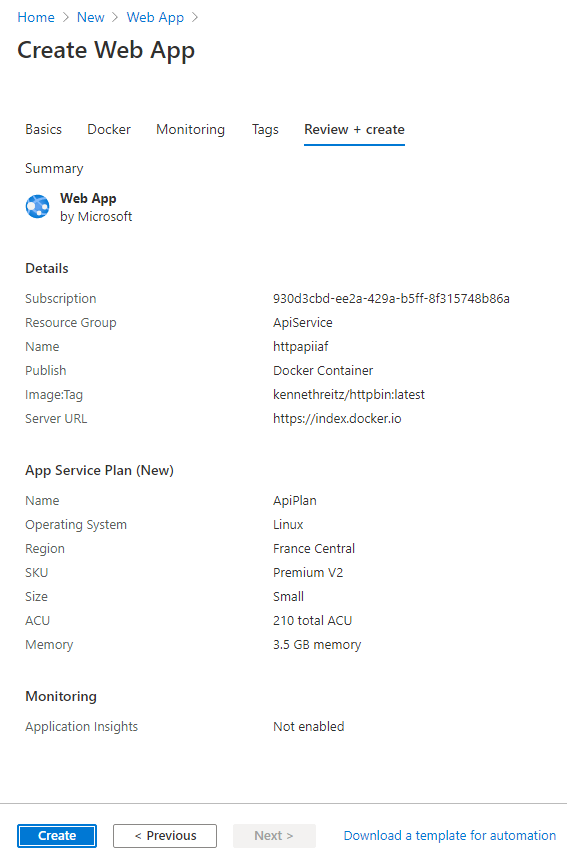 Home > New > Web App >
Create Web App
Basics Docker Monitoring Tags Review + create
Summary
Web App
by Microsoft
Details
Subscription 930d3cbd-ee2a-429a-b5ff-8f315748b86a
Resource Group ApiService
Name httpapiiaf
Publish Docker Container
Image:Tag kennethreitz/httpbin:latest
Server URL https://index.docker.io
App Service Plan (New)
Name ApiPlan
Operating System Linux
Region France Central
SKU Premium V2
Size Small
ACU 210 total ACU
Memory 3.5 GB memory
Monitoring
Application Insights Not enabled
Create < Previous Next > Download a template for automation